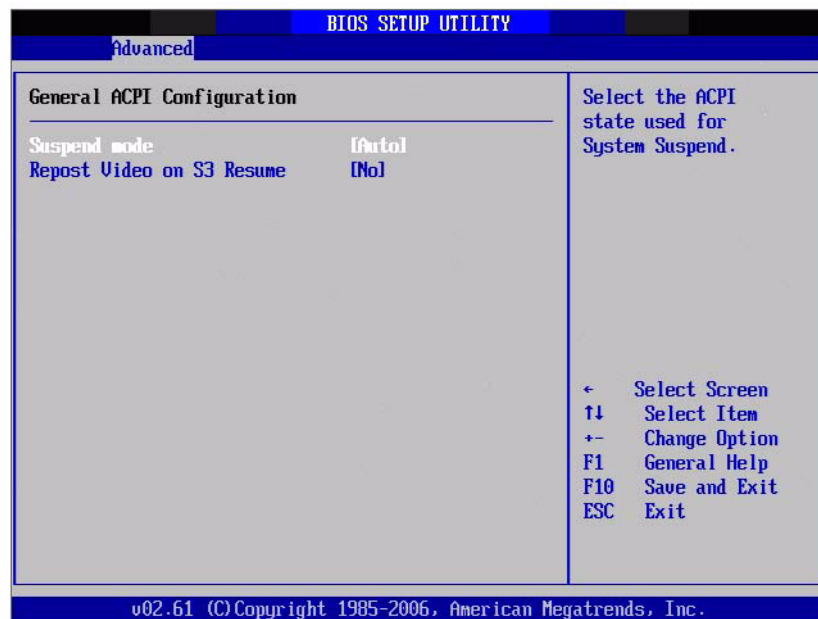 BIOS SETUP UTILITY
Advanced
General ACPI Configuration
Suspend mode [Auto]
Repost Video on S3 Resume [No]
Select the ACPI
state used for
System Suspend.
← Select Screen
↑↓ Select Item
+- Change Option
F1 General Help
F10 Save and Exit
ESC Exit
v02.61 (C)Copyright 1985-2006, American Megatrends, Inc.